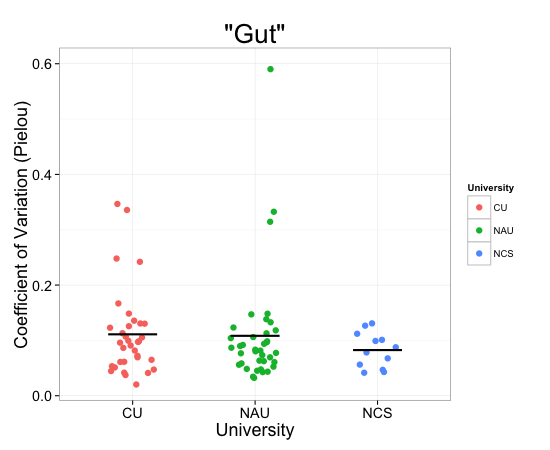 "Gut"
Coefficient of Variation (Pielou)
0.6
0.4
0.2
0.0
CU NAU NCS
University
University
CU
NAU
NCS